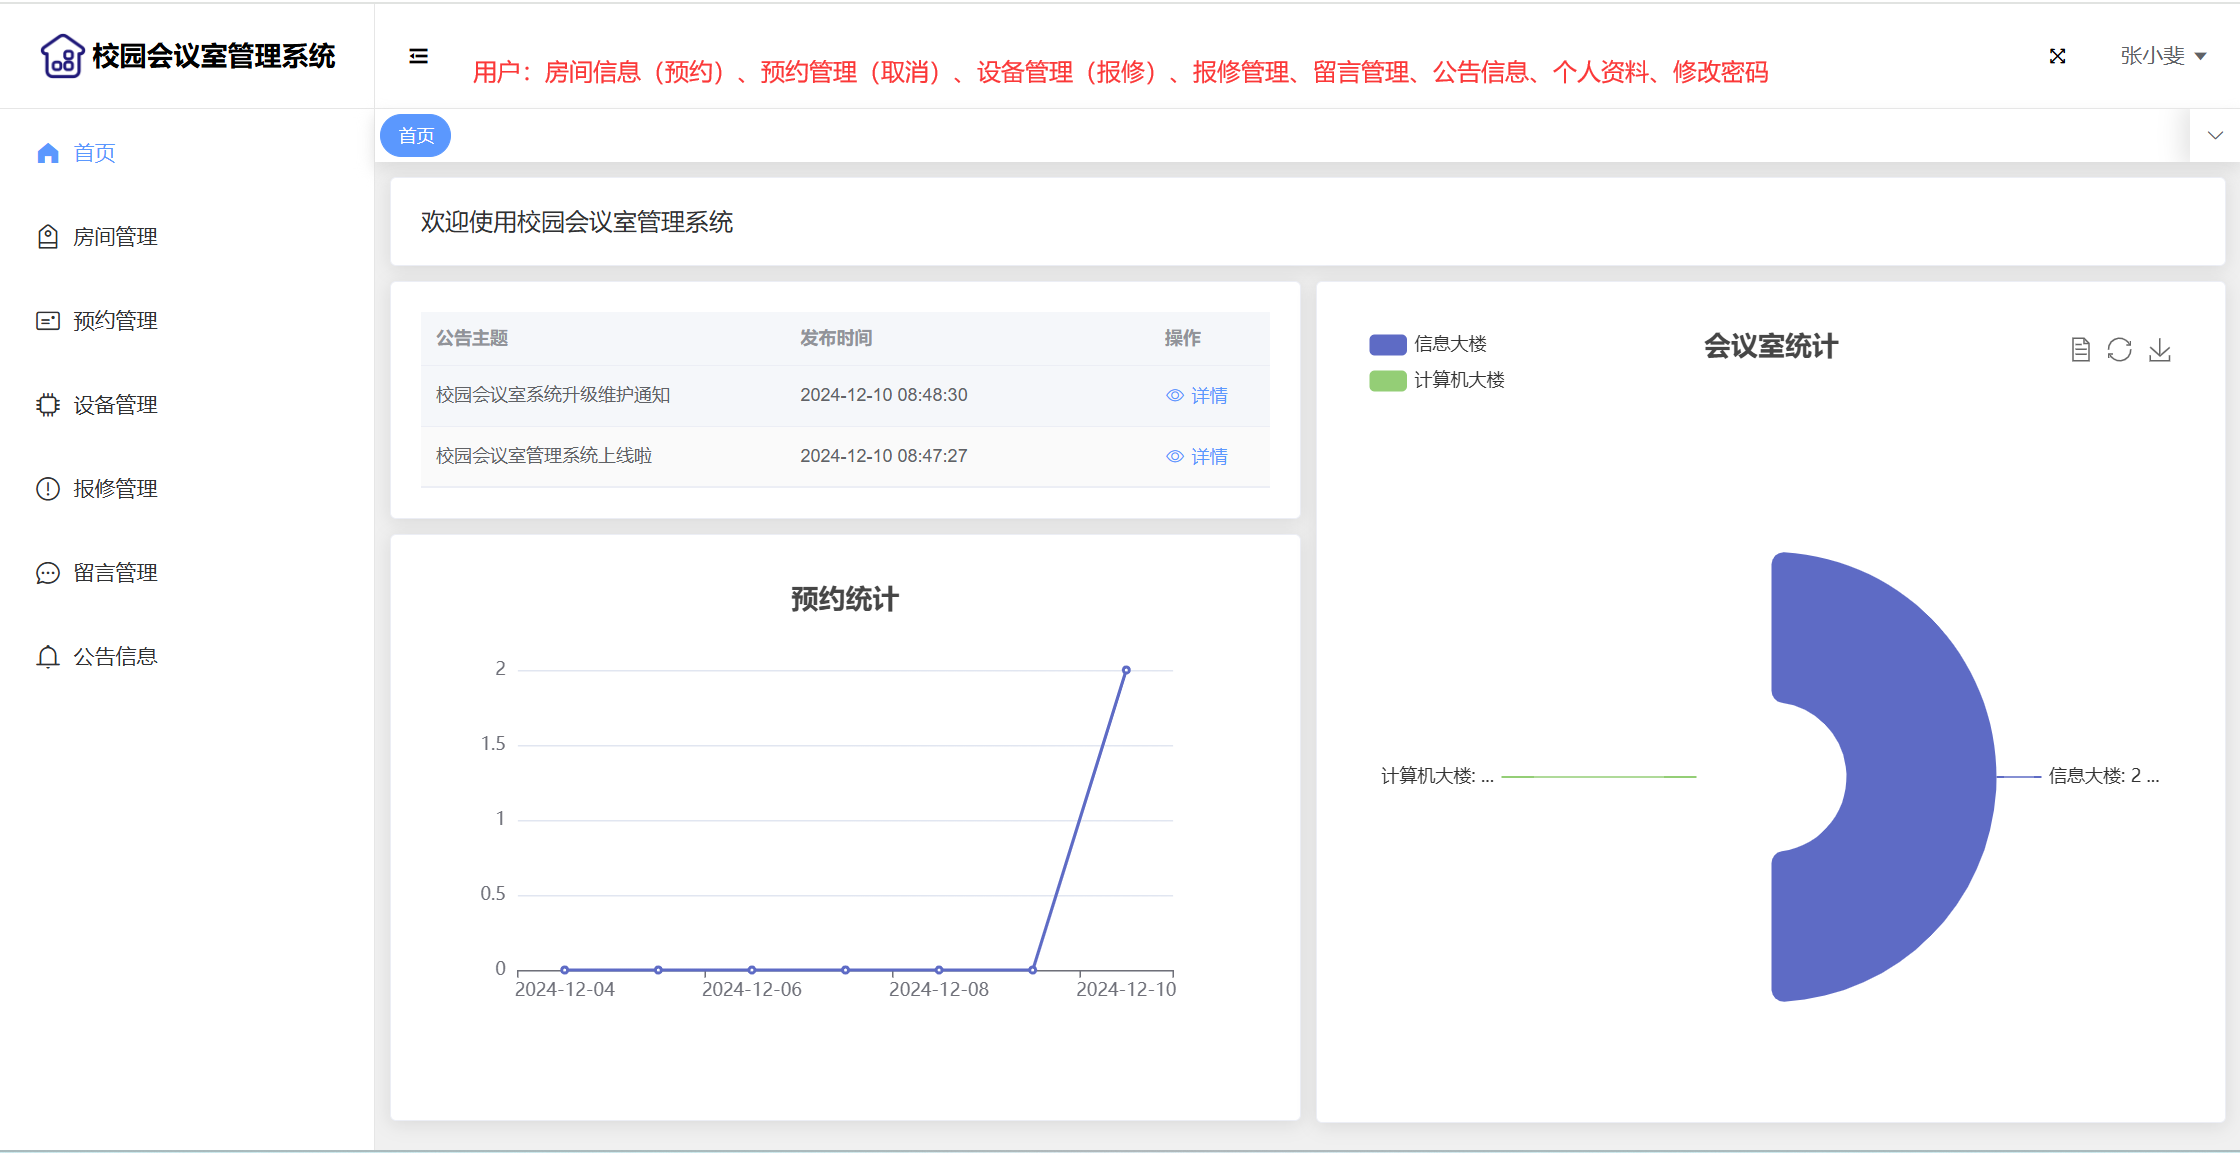 校园会议室管理系统
用户：房间信息（预约）、预约管理（取消）、设备管理（报修）、报修管理、留言管理、公告信息、个人资料、修改密码
张小斐
首页
房间管理
预约管理
设备管理
报修管理
留言管理
公告信息
首页
欢迎使用校园会议室管理系统
公告主题 发布时间 操作
校园会议室系统升级维护通知 2024-12-10 08:48:30 详情
校园会议室管理系统上线啦 2024-12-10 08:47:27 详情
预约统计
2
1.5
1
0.5
0
2024-12-04 2024-12-06 2024-12-08 2024-12-10
会议室统计
信息大楼
计算机大楼
计算机大楼: ...
信息大楼: 2 ...